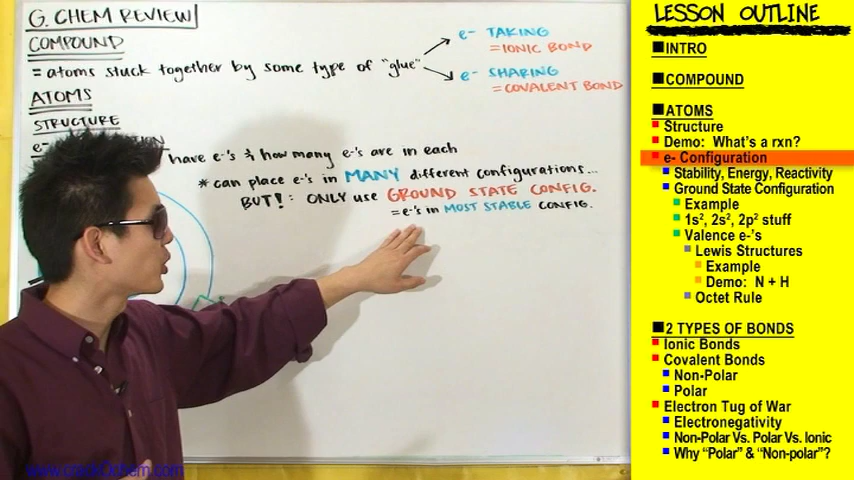 G. CHEM REVIEW
COMPOUND
= atoms stuck together by some type of "glue"
e- TAKING
= IONIC BOND
e- SHARING
= COVALENT BOND
ATOMS
STRUCTURE
have e-'s & how many e-'s are in each
* can place e-'s in MANY different configurations...
BUT!: ONLY use GROUND STATE CONFIG.
= e-'s in MOST STABLE CONFIG.
LESSON OUTLINE
INTRO
COMPOUND
ATOMS
Structure
Demo: What's a rxn?
e- Configuration
Stability, Energy, Reactivity
Ground State Configuration
Example
1s², 2s², 2p² stuff
Valence e-'s
Lewis Structures
Example
Demo: N + H
Octet Rule
2 TYPES OF BONDS
Ionic Bonds
Covalent Bonds
Non-Polar
Polar
Electron Tug of War
Electronegativity
Non-Polar Vs. Polar Vs. Ionic
Why "Polar" & "Non-polar"?